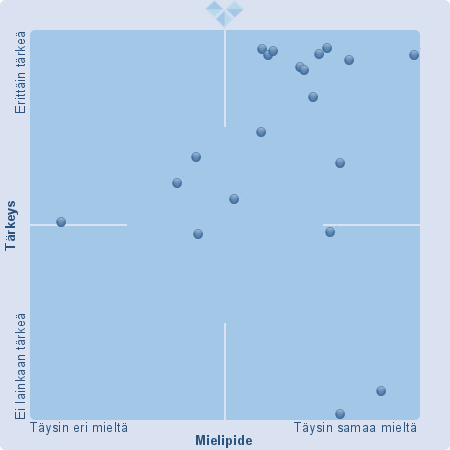 Erittäin tärkeä
Tärkeys
Ei lainkaan tärkeä
Täysin eri mieltä
Täysin samaa mieltä
Mielipide